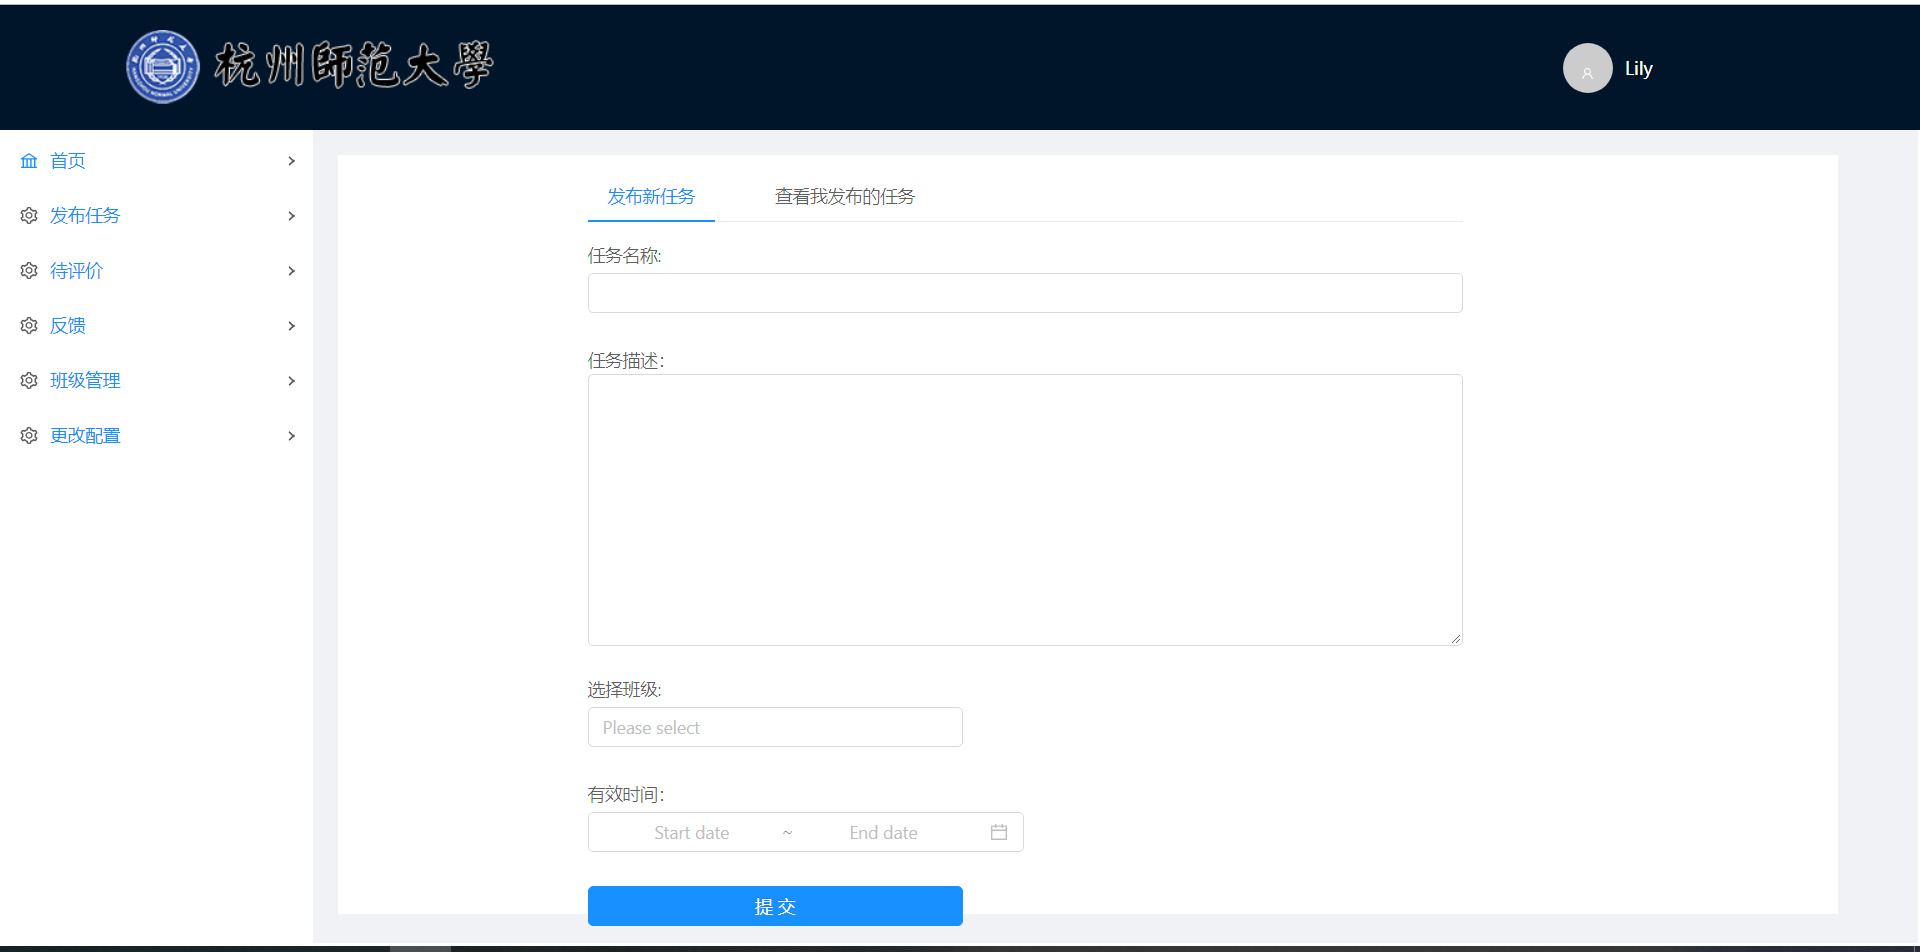 杭州師范大學
Lily
首页
发布任务
待评价
反馈
班级管理
更改配置
发布新任务 查看我发布的任务
任务名称:
任务描述：
选择班级:
Please select
有效时间：
Start date ~ End date
提 交